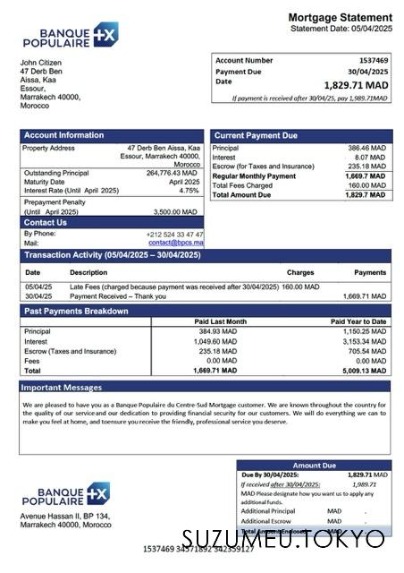 Mortgage Statement
Statement Date: 05/04/2025
BANQUE
POPULAIRE
John Citizen
47 Derb Ben
Aissa, Kaa
Essour,
Marrakech 40000,
Morocco
Account Number 1537469
Payment Due 30/04/2025
Date
1,829.71 MAD
If payment is received after 30/04/25, pay 1,989.71MAD
Account Information
Property Address 47 Derb Ben Aissa, Kaa
Essour, Marrakech 40000,
Morocco
Outstanding Principal 264,776.43 MAD
Maturity Date April 2025
Interest Rate (Until April 2025) 4.75%
Prepayment Penalty
(Until April 2025) 3,500.00 MAD
Contact Us
By Phone: +212 524 33 47 47
Mail: contact@bpcs.ma
Current Payment Due
Principal 386.46 MAD
Interest 8.07 MAD
Escrow (for Taxes and Insurance) 235.18 MAD
Regular Monthly Payment 1,669.7 MAD
Total Fees Charged 160.00 MAD
Total Amount Due 1,829.7 MAD
Transaction Activity (05/04/2025 – 30/04/2025)
Date Description Charges Payments
05/04/25 Late Fees (charged because payment was received after 30/04/2025) 160.00 MAD
30/04/25 Payment Received – Thank you 1,669.71 MAD
Past Payments Breakdown
Paid Last Month Paid Year to Date
Principal 384.93 MAD 1,150.25 MAD
Interest 1,049.60 MAD 3,153.34 MAD
Escrow (Taxes and Insurance) 235.18 MAD 705.54 MAD
Fees 0.00 MAD 0.00 MAD
Total 1,669.71 MAD 5,009.13 MAD
Important Messages
We are pleased to have you as a Banque Populaire du Centre-Sud Mortgage customer. We are known throughout the country for
the quality of our service and our dedication to providing financial security for our customers. We will do everything we can to
make you feel at home, and to ensure you receive the friendly, professional service you deserve.
BANQUE
POPULAIRE
Avenue Hassan II, BP 134,
Marrakech 40000, Morocco
Amount Due
Due By 30/04/2025: 1,829.71 MAD
If received after 30/04/2025: 1,989.71
MAD Please designate how you want us to apply any
additional funds.
Additional Principal MAD .
Additional Escrow MAD .
Total Amount Enclosed MAD .
SUZUMEU.TOKYO
1537469 34571892 342359127